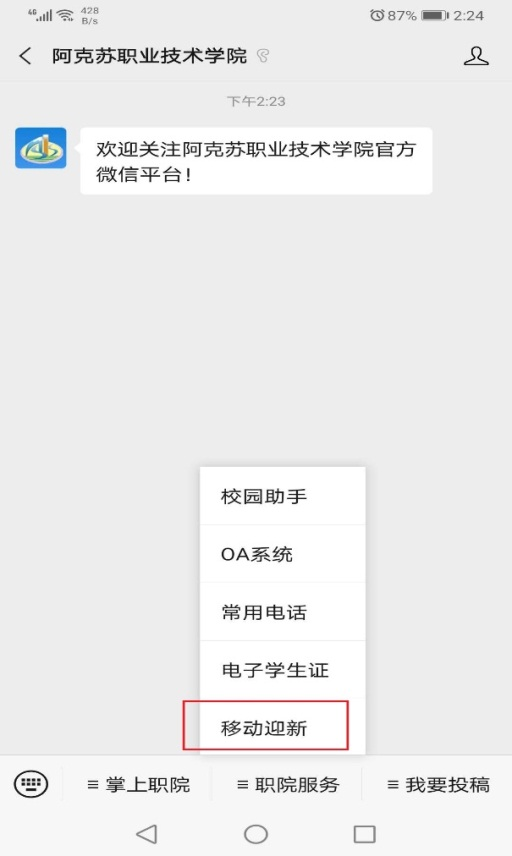 4G 428 B/s 87% 2:24
阿克苏职业技术学院
下午2:23
欢迎关注阿克苏职业技术学院官方
微信平台！
校园助手
OA系统
常用电话
电子学生证
移动迎新
掌上职院 职院服务 我要投稿